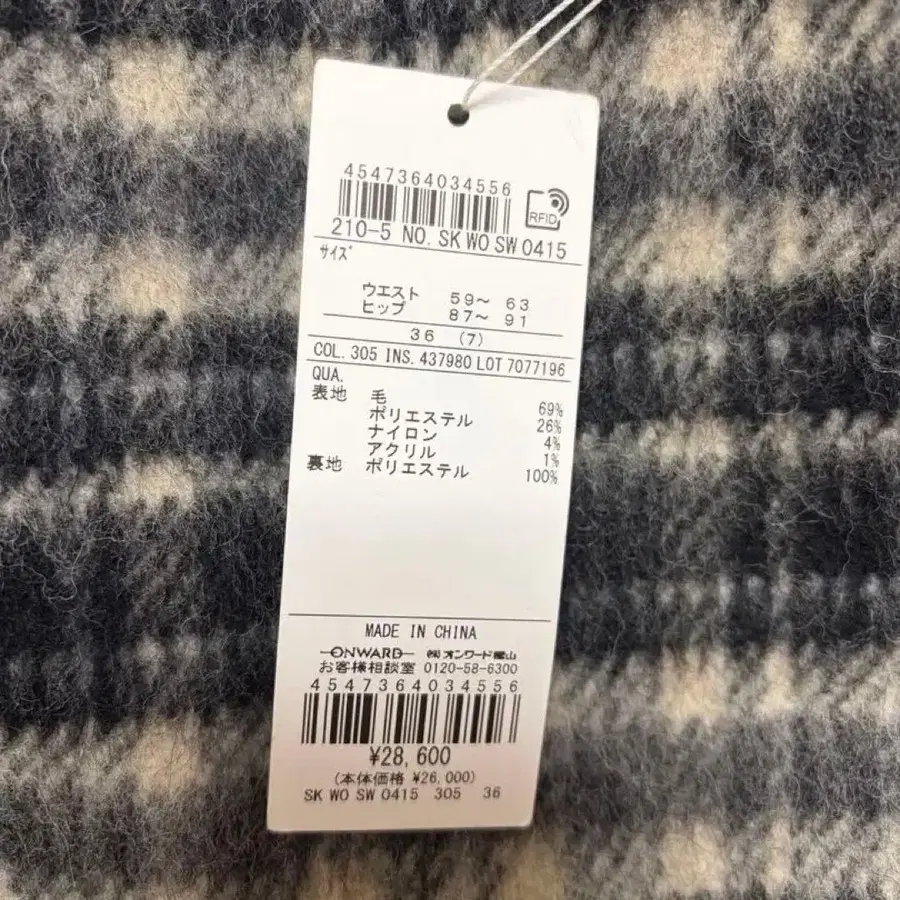 4547364034556
RFID
210-5 NO. SK WO SW 0415
サイズ
ウエスト 59～ 63
ヒップ 87～ 91
36 (7)
COL. 305 INS. 437980 LOT 7077196
QUA.
表地 毛 69%
ポリエステル 26%
ナイロン 4%
アクリル 1%
裏地 ポリエステル 100%
MADE IN CHINA
ONWARD ㈱オンワード樫山
お客様相談室 0120-58-6300
4547364034556
¥28,600
(本体価格 ¥26,000)
SK WO SW 0415 305 36